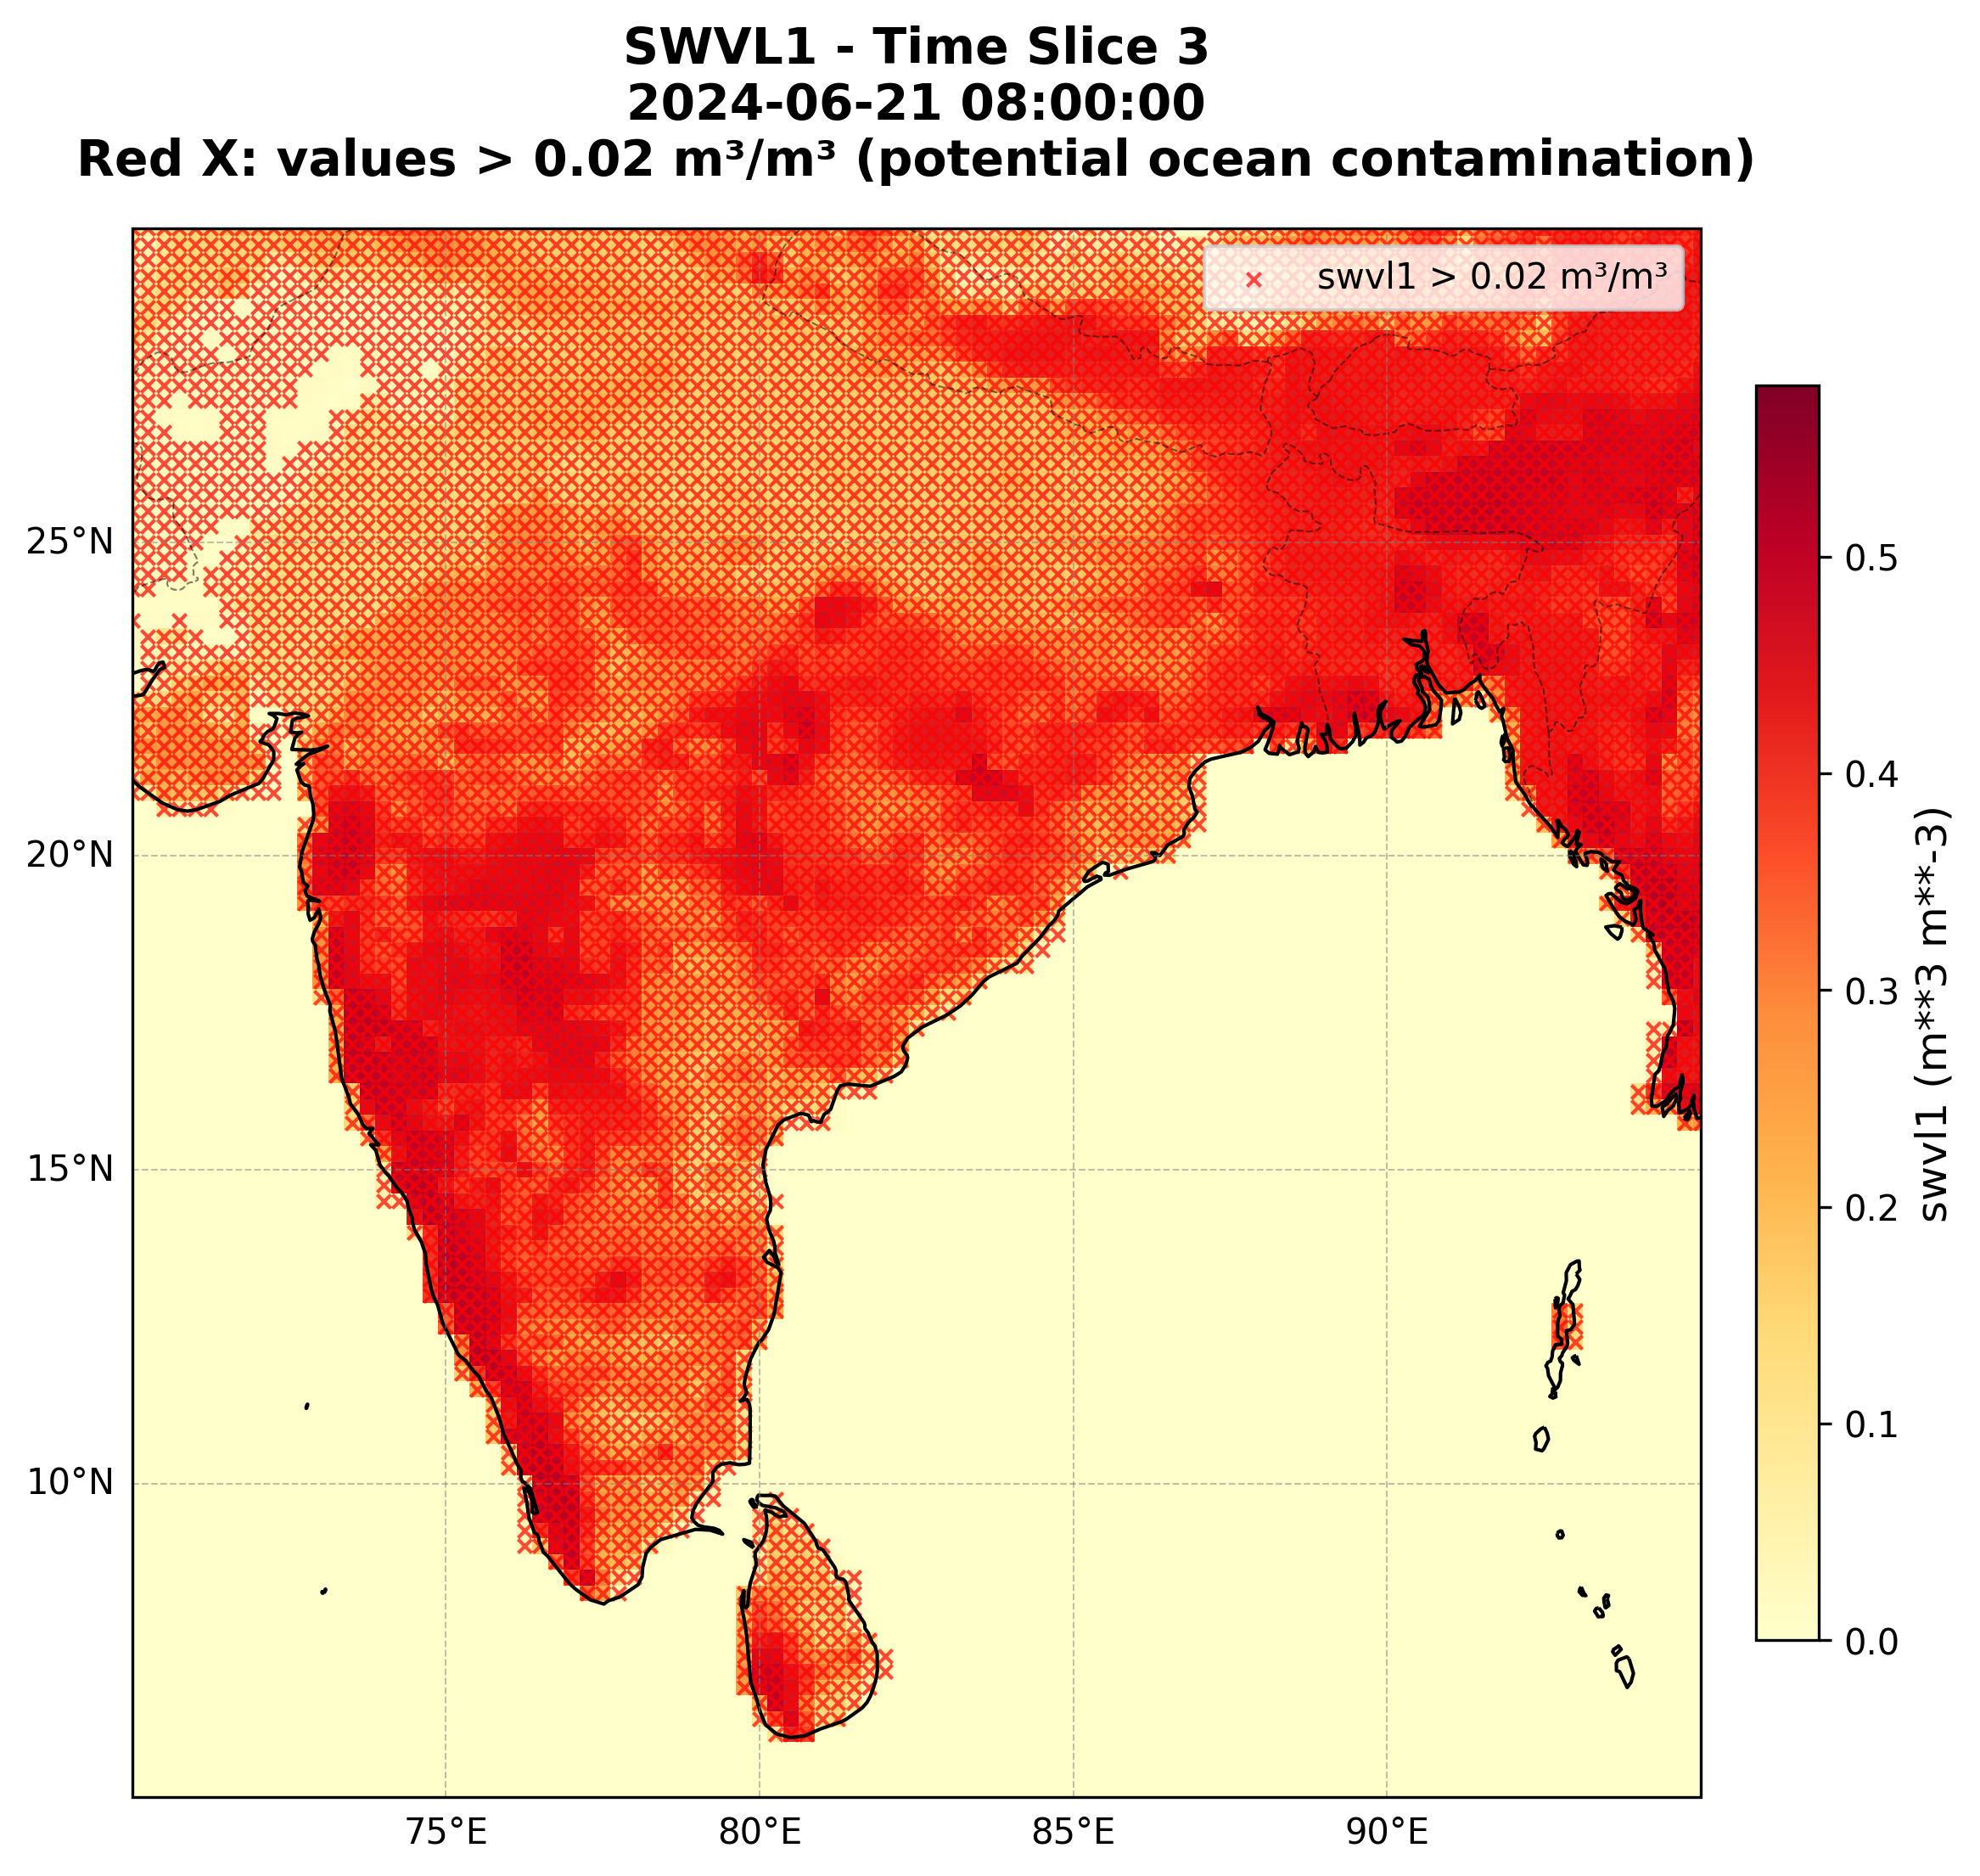 SWVL1 - Time Slice 3
2024-06-21 08:00:00
Red X: values > 0.02 m³/m³ (potential ocean contamination)
swvl1 > 0.02 m³/m³
25°N
20°N
15°N
10°N
75°E
80°E
85°E
90°E
0.5
0.4
0.3
0.2
0.1
0.0
swvl1 (m**3 m**-3)